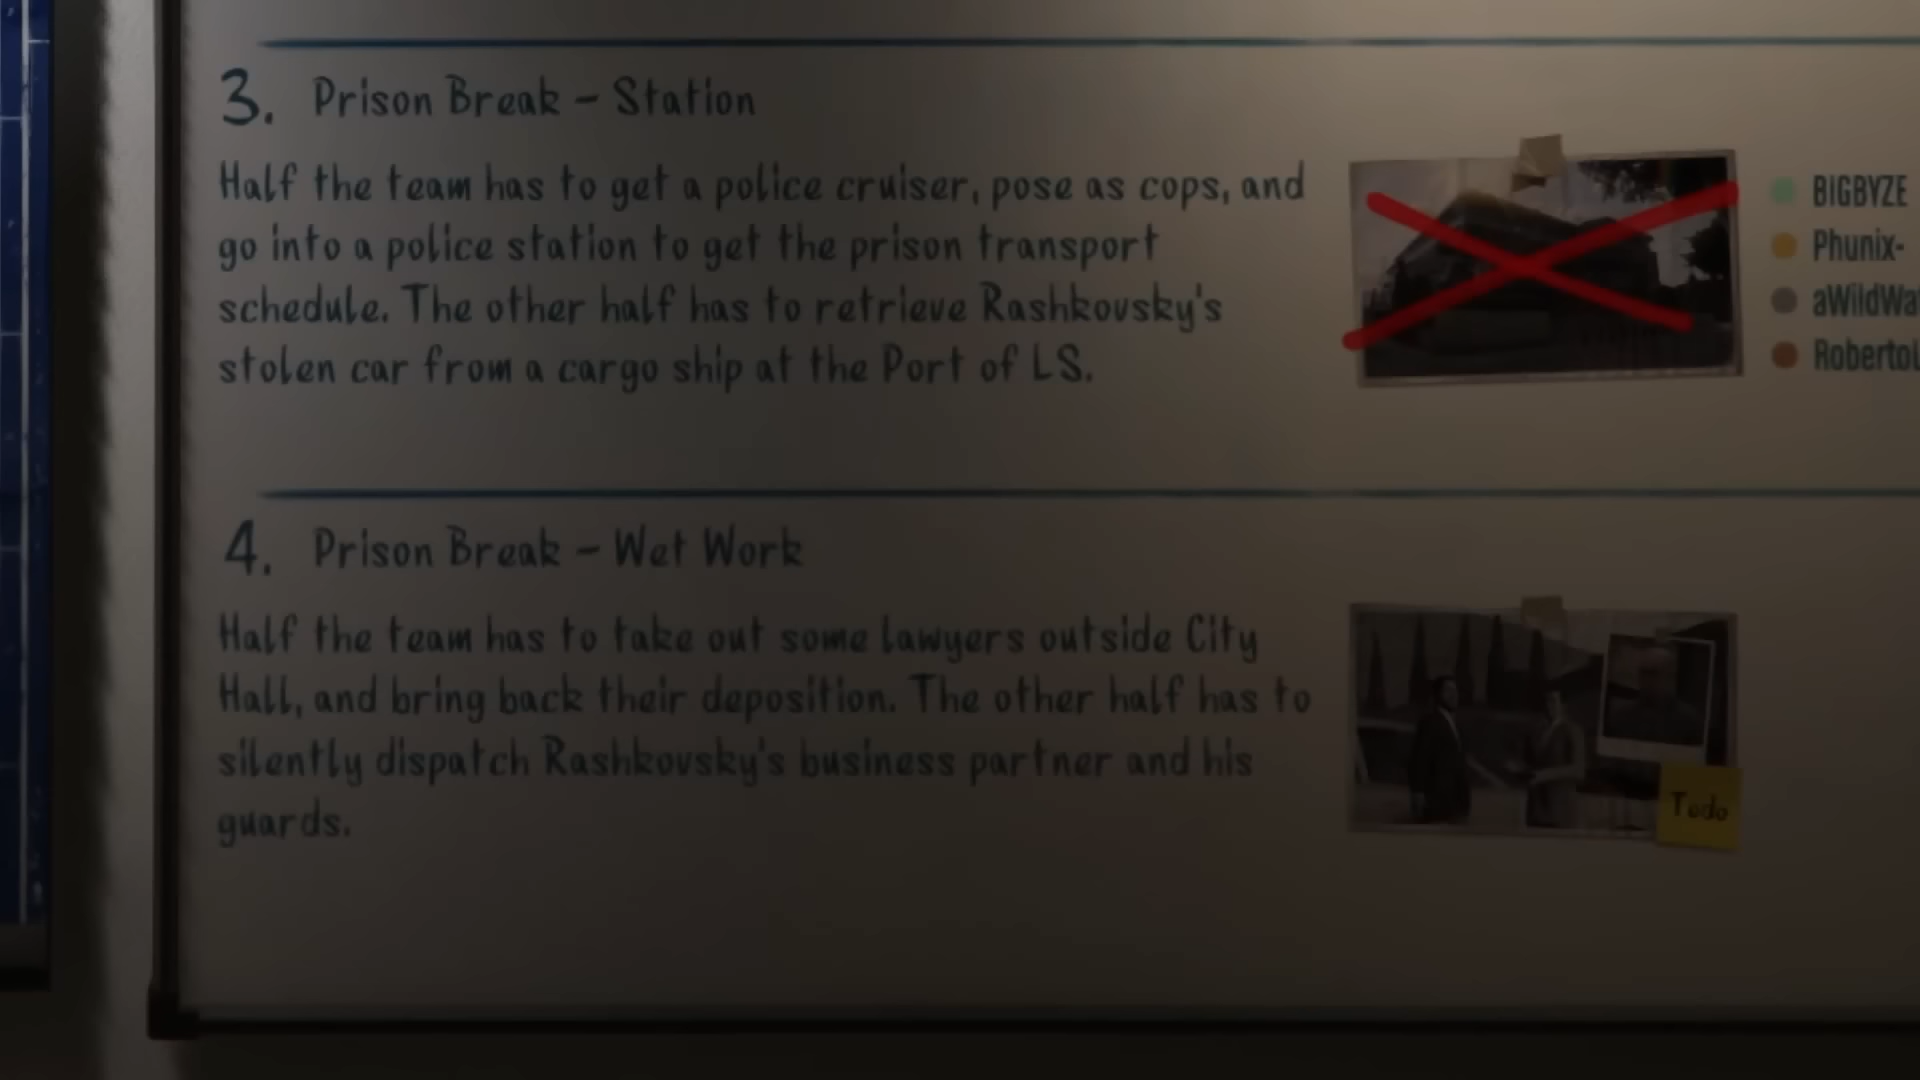 3. Prison Break - Station
Half the team has to get a police cruiser, pose as cops, and
go into a police station to get the prison transport
schedule. The other half has to retrieve Rashkovsky's
stolen car from a cargo ship at the Port of LS.
BIGBYZE
Phunix-
aWildWa
Roberto
4. Prison Break - Wet Work
Half the team has to take out some lawyers outside City
Hall, and bring back their deposition. The other half has to
silently dispatch Rashkovsky's business partner and his
guards.
Todo